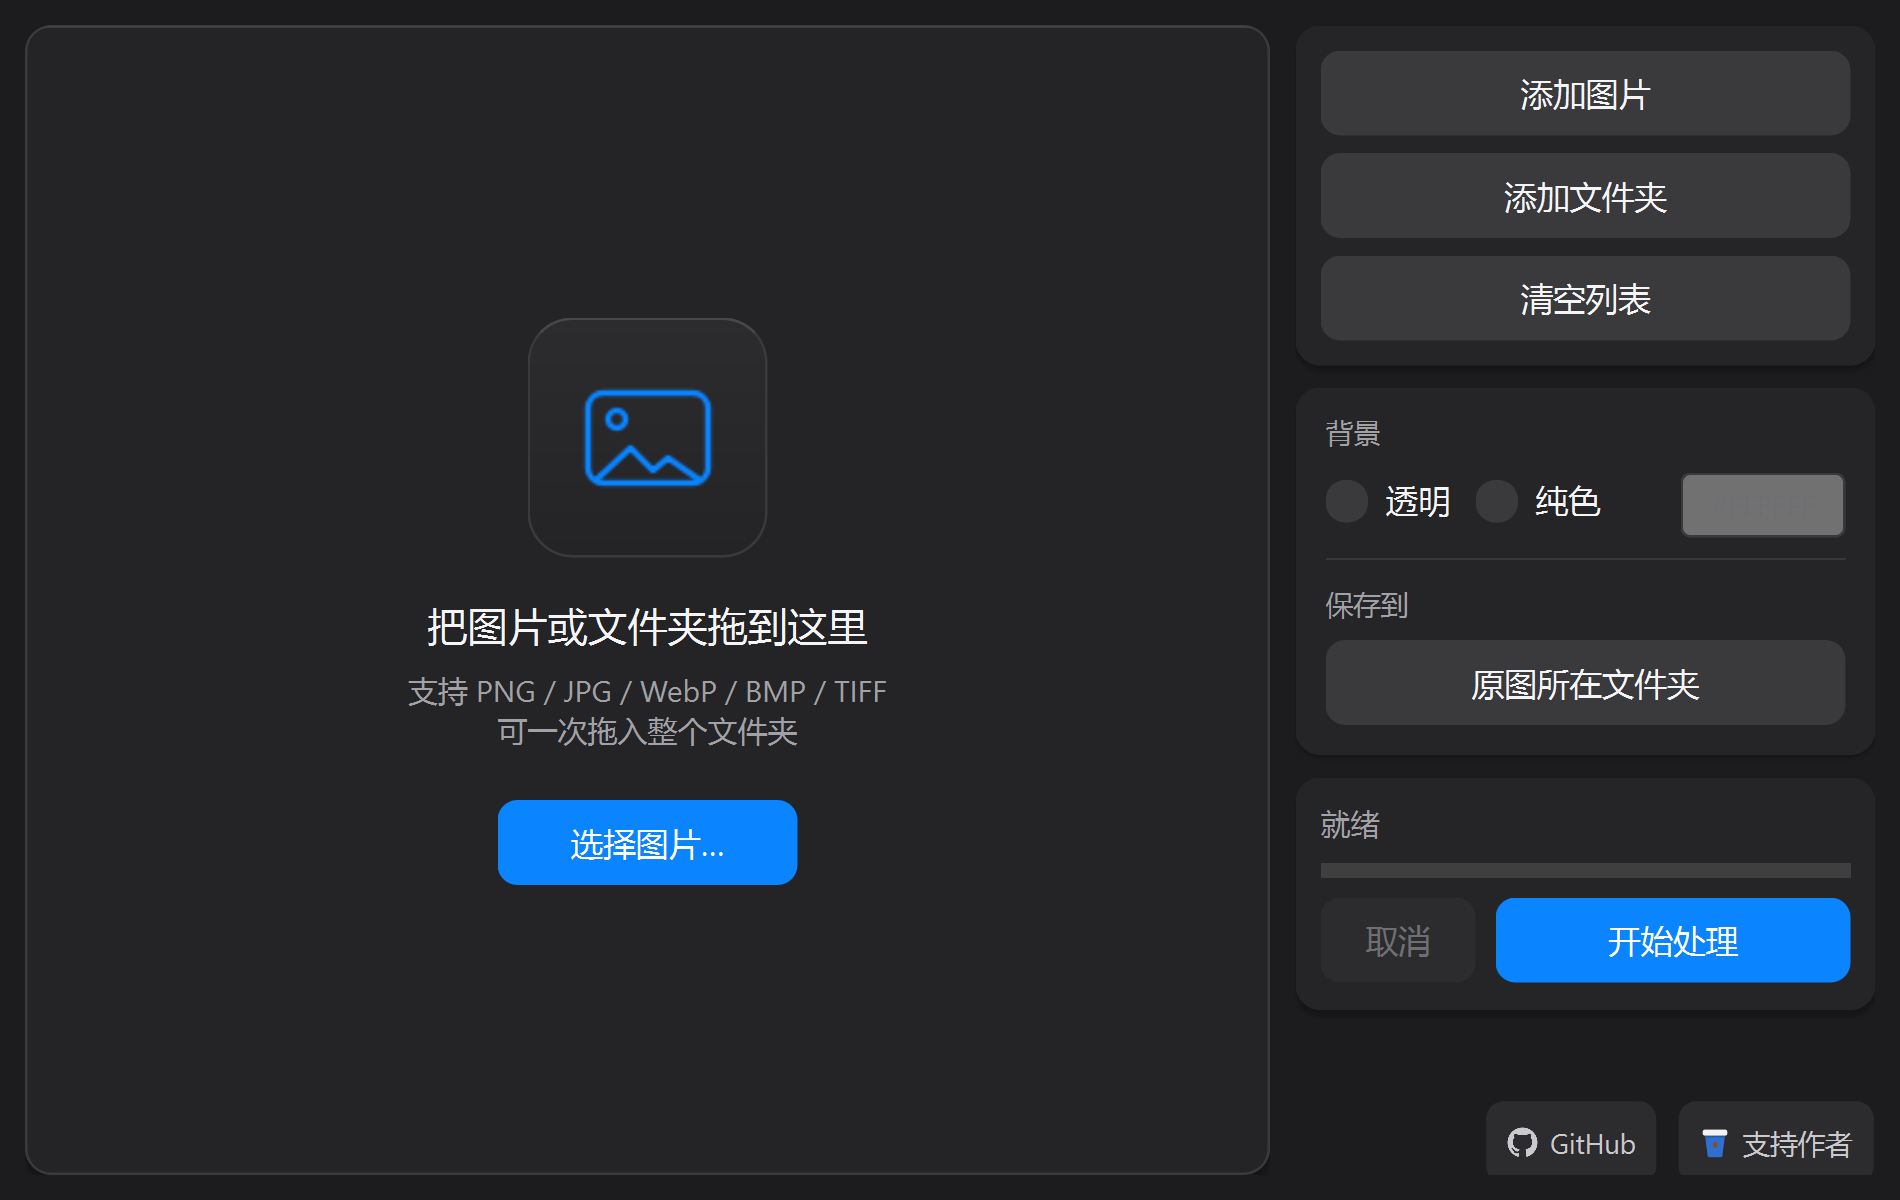 把图片或文件夹拖到这里
支持 PNG / JPG / WebP / BMP / TIFF
可一次拖入整个文件夹
选择图片...
添加图片
添加文件夹
清空列表
背景
透明
纯色
保存到
原图所在文件夹
就绪
取消
开始处理
GitHub
支持作者